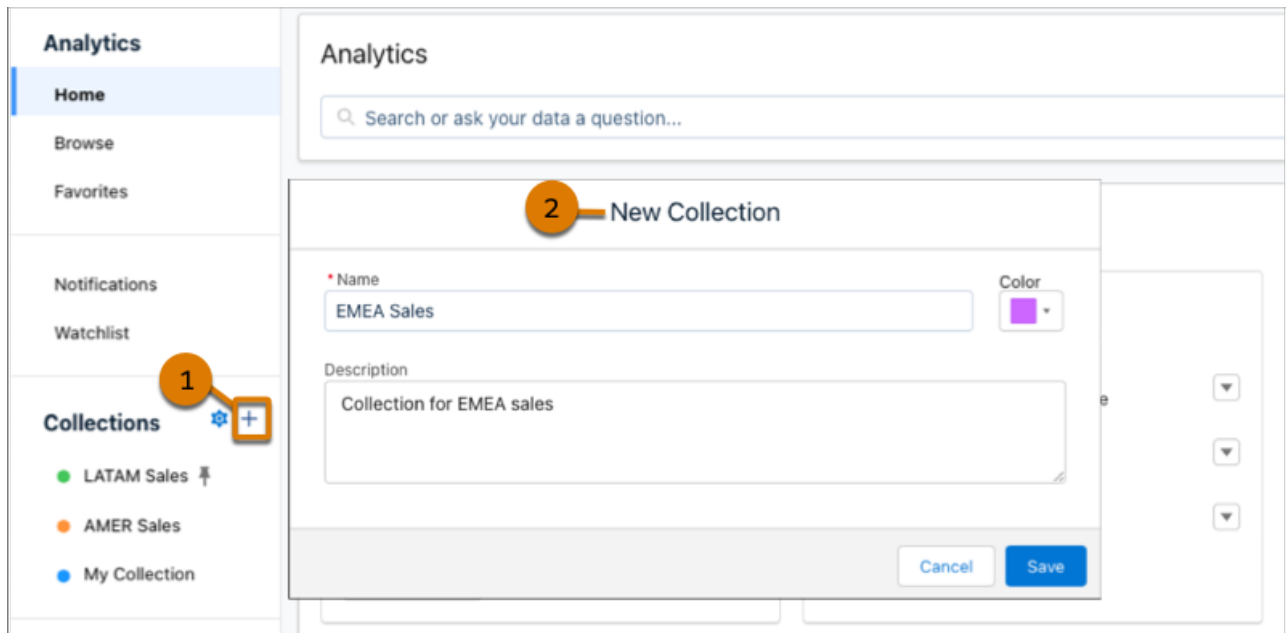 Analytics
Home
Browse
Favorites
Notifications
Watchlist
1
Collections
LATAM Sales
AMER Sales
My Collection
Analytics
Search or ask your data a question...
2
New Collection
* Name
Color
EMEA Sales
Description
Collection for EMEA sales
e
Cancel
Save